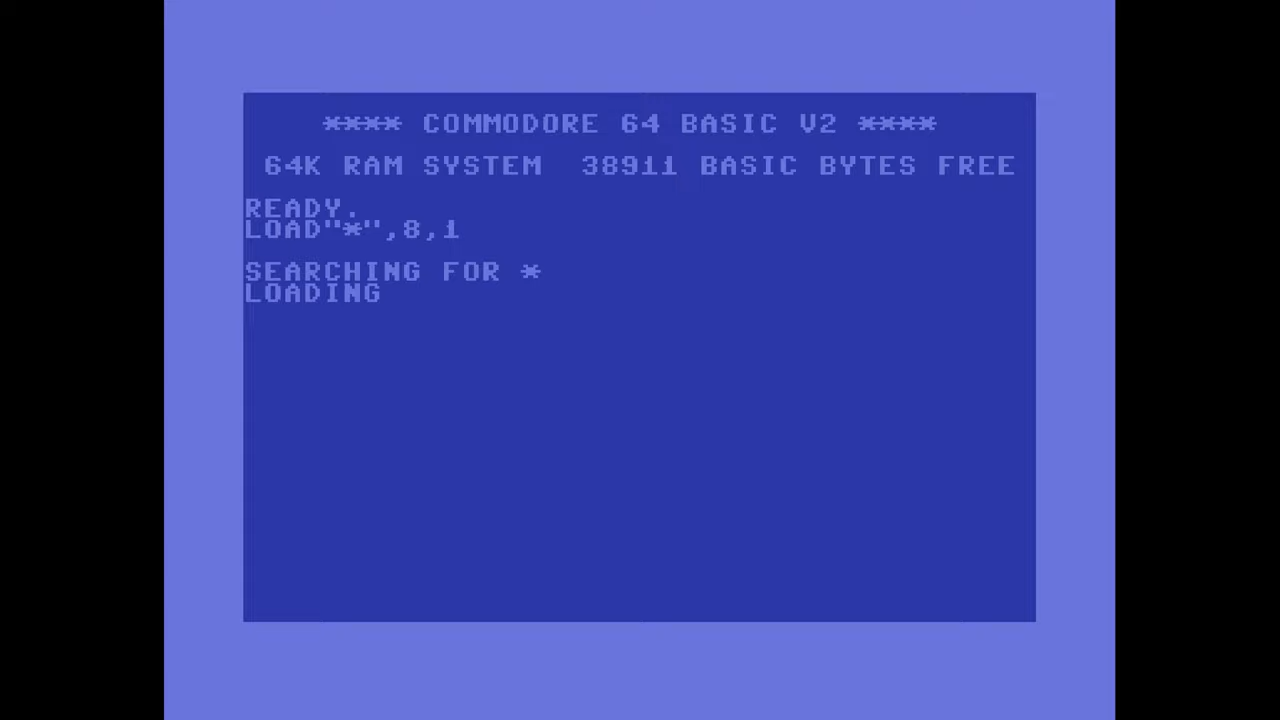 **** COMMODORE 64 BASIC V2 ****
64K RAM SYSTEM  38911 BASIC BYTES FREE
READY.
LOAD"*",8,1
SEARCHING FOR *
LOADING